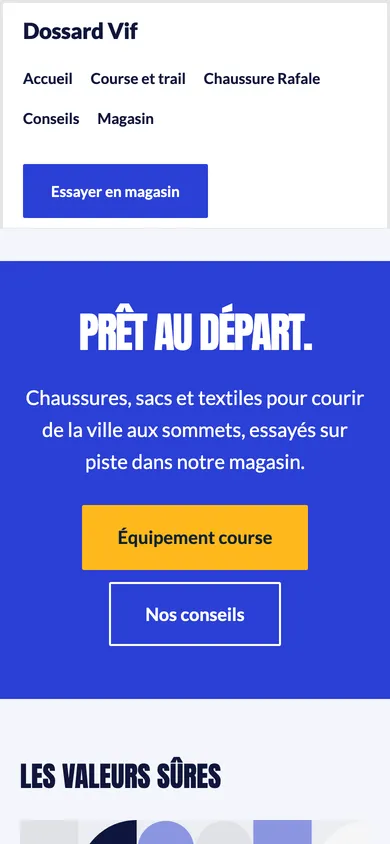 Dossard Vif
Accueil Course et trail Chaussure Rafale
Conseils Magasin
Essayer en magasin
PRÊT AU DÉPART.
Chaussures, sacs et textiles pour courir
de la ville aux sommets, essayés sur
piste dans notre magasin.
Équipement course
Nos conseils
LES VALEURS SÛRES